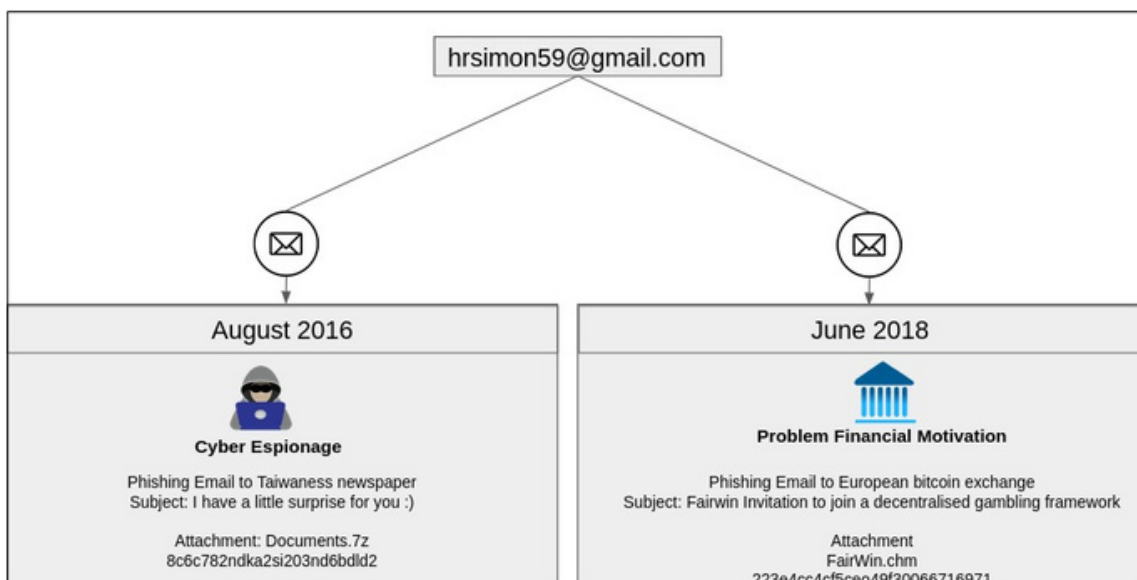 hrsimon59@gmail.com
August 2016
Cyber Espionage
Phishing Email to Taiwaness newspaper
Subject: I have a little surprise for you :)
Attachment: Documents.7z
8c6c782ndka2si203nd6bdld2
June 2018
Problem Financial Motivation
Phishing Email to European bitcoin exchange
Subject: Fairwin Invitation to join a decentralised gambling framework
Attachment
FairWin.chm